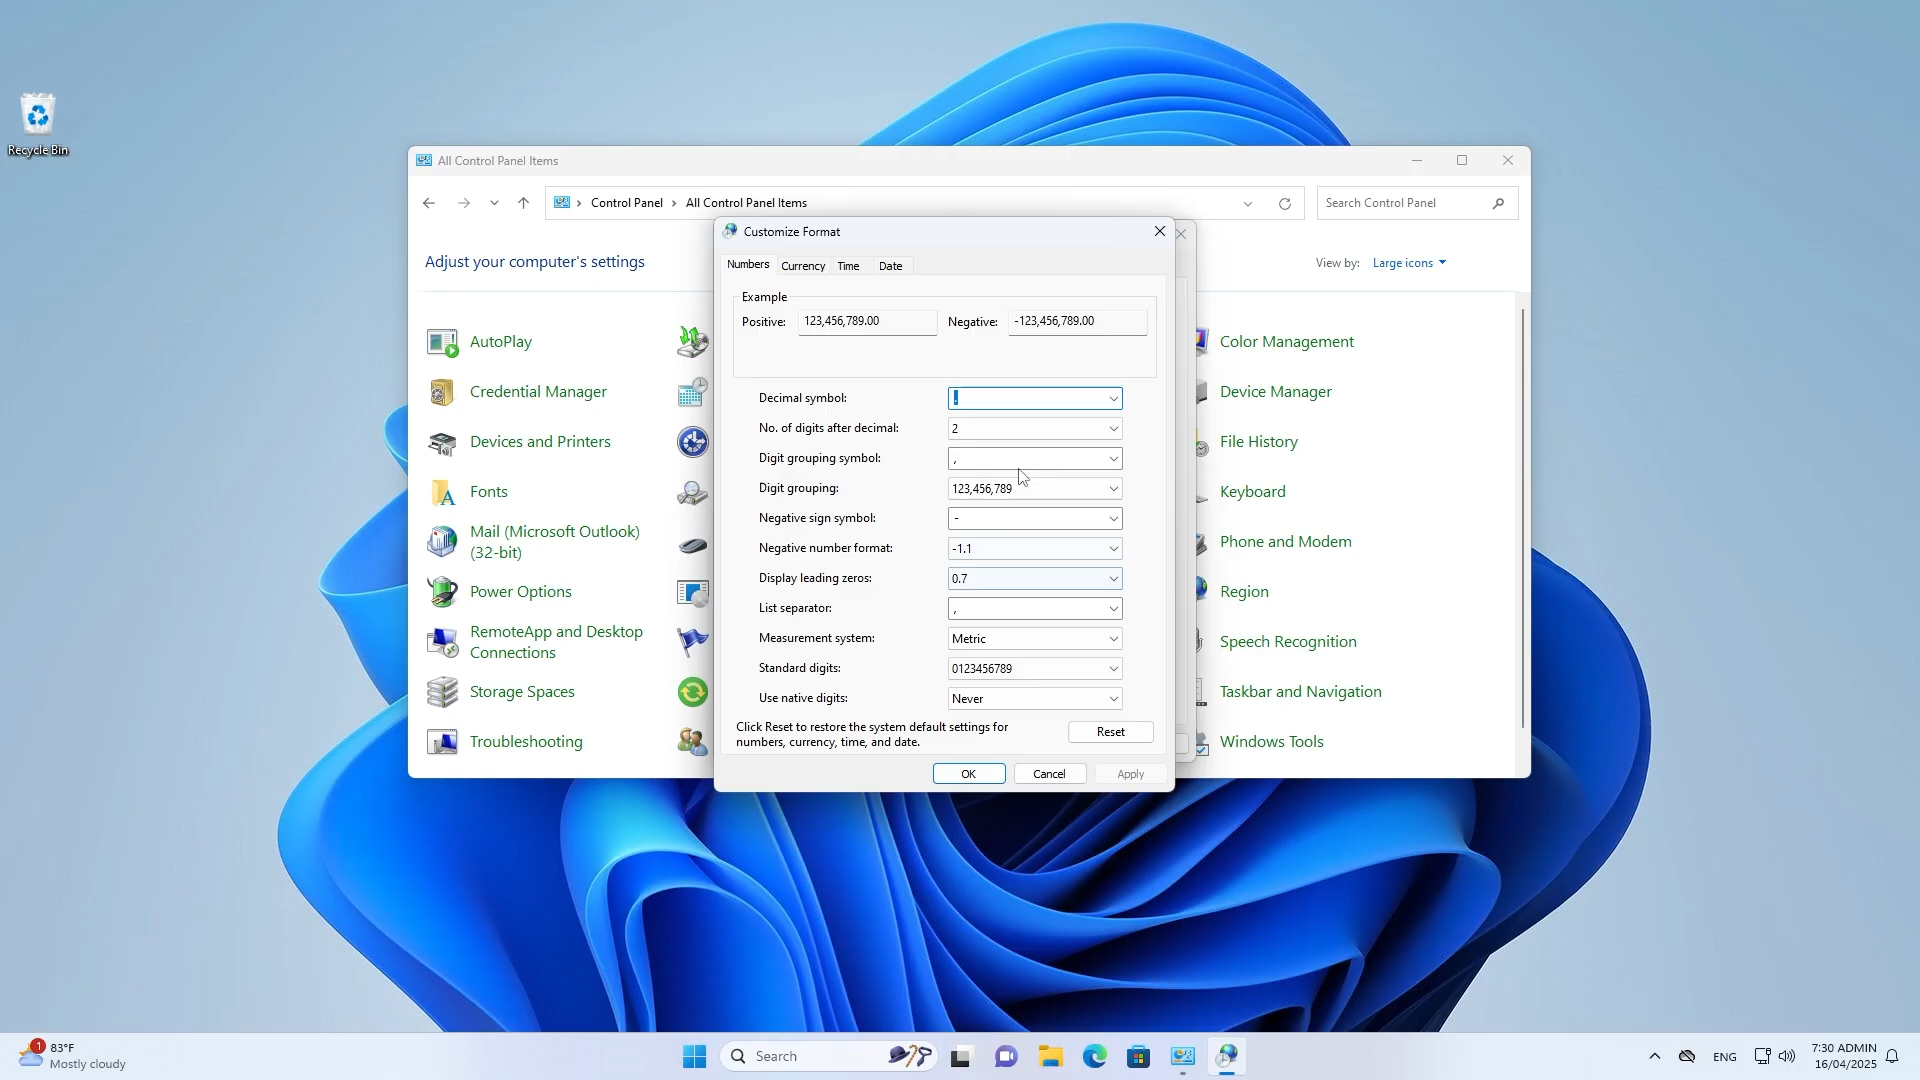 Recycle Bin
All Control Panel Items
Control Panel > All Control Panel Items
Search Control Panel
Adjust your computer's settings
View by: Large icons
AutoPlay
Credential Manager
Devices and Printers
Fonts
Mail (Microsoft Outlook)
(32-bit)
Power Options
RemoteApp and Desktop
Connections
Storage Spaces
Troubleshooting
Color Management
Device Manager
File History
Keyboard
Phone and Modem
Region
Speech Recognition
Taskbar and Navigation
Windows Tools
Customize Format
Numbers Currency Time Date
Example
Positive: 123,456,789.00 Negative: -123,456,789.00
Decimal symbol: .
No. of digits after decimal: 2
Digit grouping symbol: ,
Digit grouping: 123,456,789
Negative sign symbol: -
Negative number format: -1.1
Display leading zeros: 0.7
List separator: ,
Measurement system: Metric
Standard digits: 0123456789
Use native digits: Never
Click Reset to restore the system default settings for
numbers, currency, time, and date.
Reset
OK Cancel Apply
1
83°F
Mostly cloudy
Search
ENG
7:30 ADMIN
16/04/2025